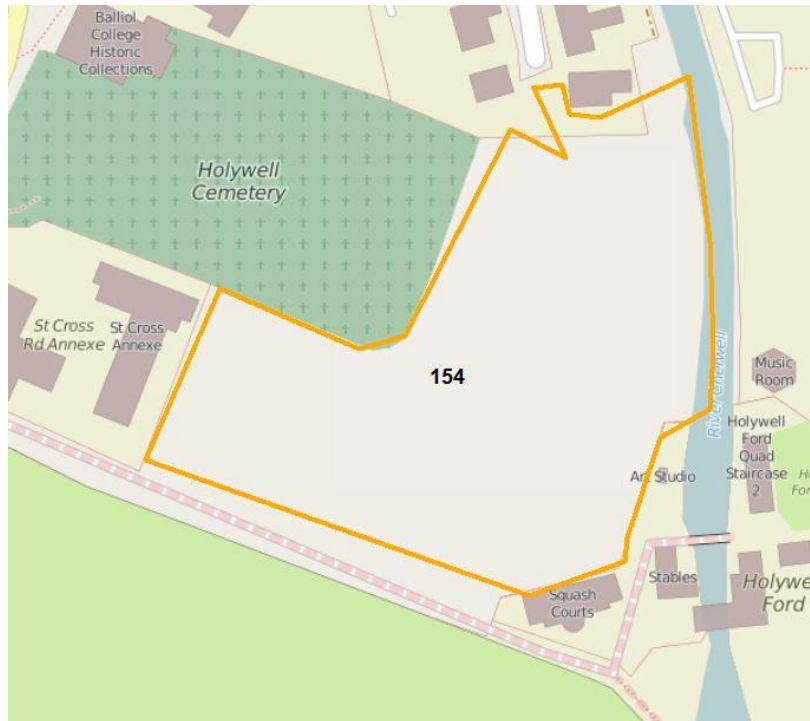 Balliol
College
Historic
Collections
Holywell
Cemetery
St Cross
Rd Annexe
St Cross
Annexe
154
River Cherwell
Music
Room
Holywell
Ford
Quad
Staircase
2
Art Studio
Stables
Squash
Courts
Holywe
Ford